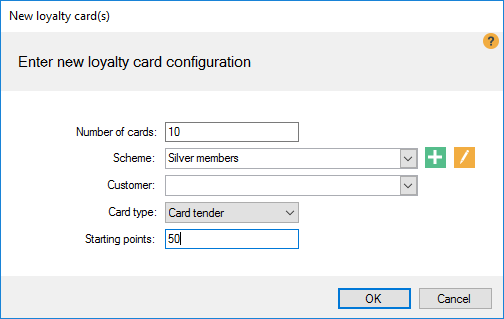 New loyalty card(s)
?
Enter new loyalty card configuration
Number of cards: 10
Scheme: Silver members
Customer:
Card type: Card tender
Starting points: 50
OK Cancel